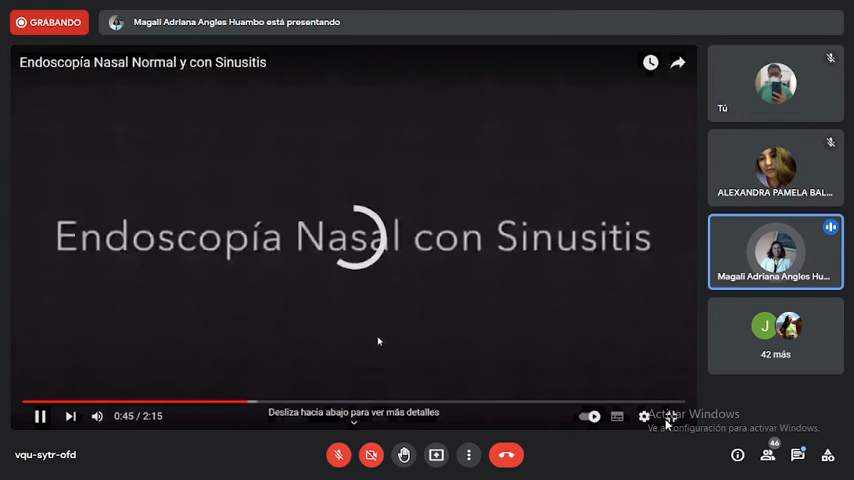 GRABANDO
Magali Adriana Angles Huambo está presentando
Endoscopía Nasal Normal y con Sinusitis
Tú
ALEXANDRA PAMELA BAL...
Endoscopía Nasal con Sinusitis
Magali Adriana Angles Hu...
J
42 más
0:45 / 2:15
Desliza hacia abajo para ver más detalles
Activar Windows
Ve a Configuración para activar Windows.
vqu-sytr-ofd
46